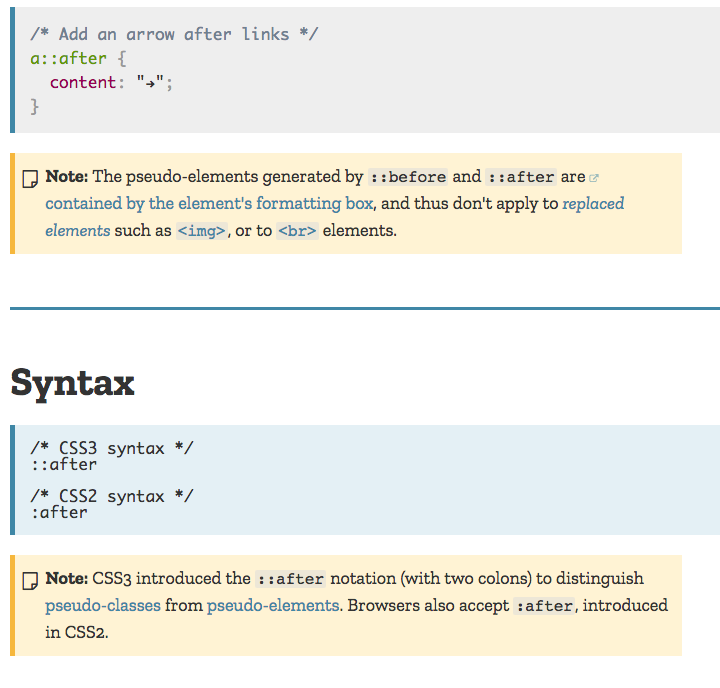 /* Add an arrow after links */
a::after {
  content: "→";
}
Note: The pseudo-elements generated by ::before and ::after are
contained by the element's formatting box, and thus don't apply to replaced
elements such as <img>, or to <br> elements.
Syntax
/* CSS3 syntax */
::after
/* CSS2 syntax */
:after
Note: CSS3 introduced the ::after notation (with two colons) to distinguish
pseudo-classes from pseudo-elements. Browsers also accept :after, introduced
in CSS2.